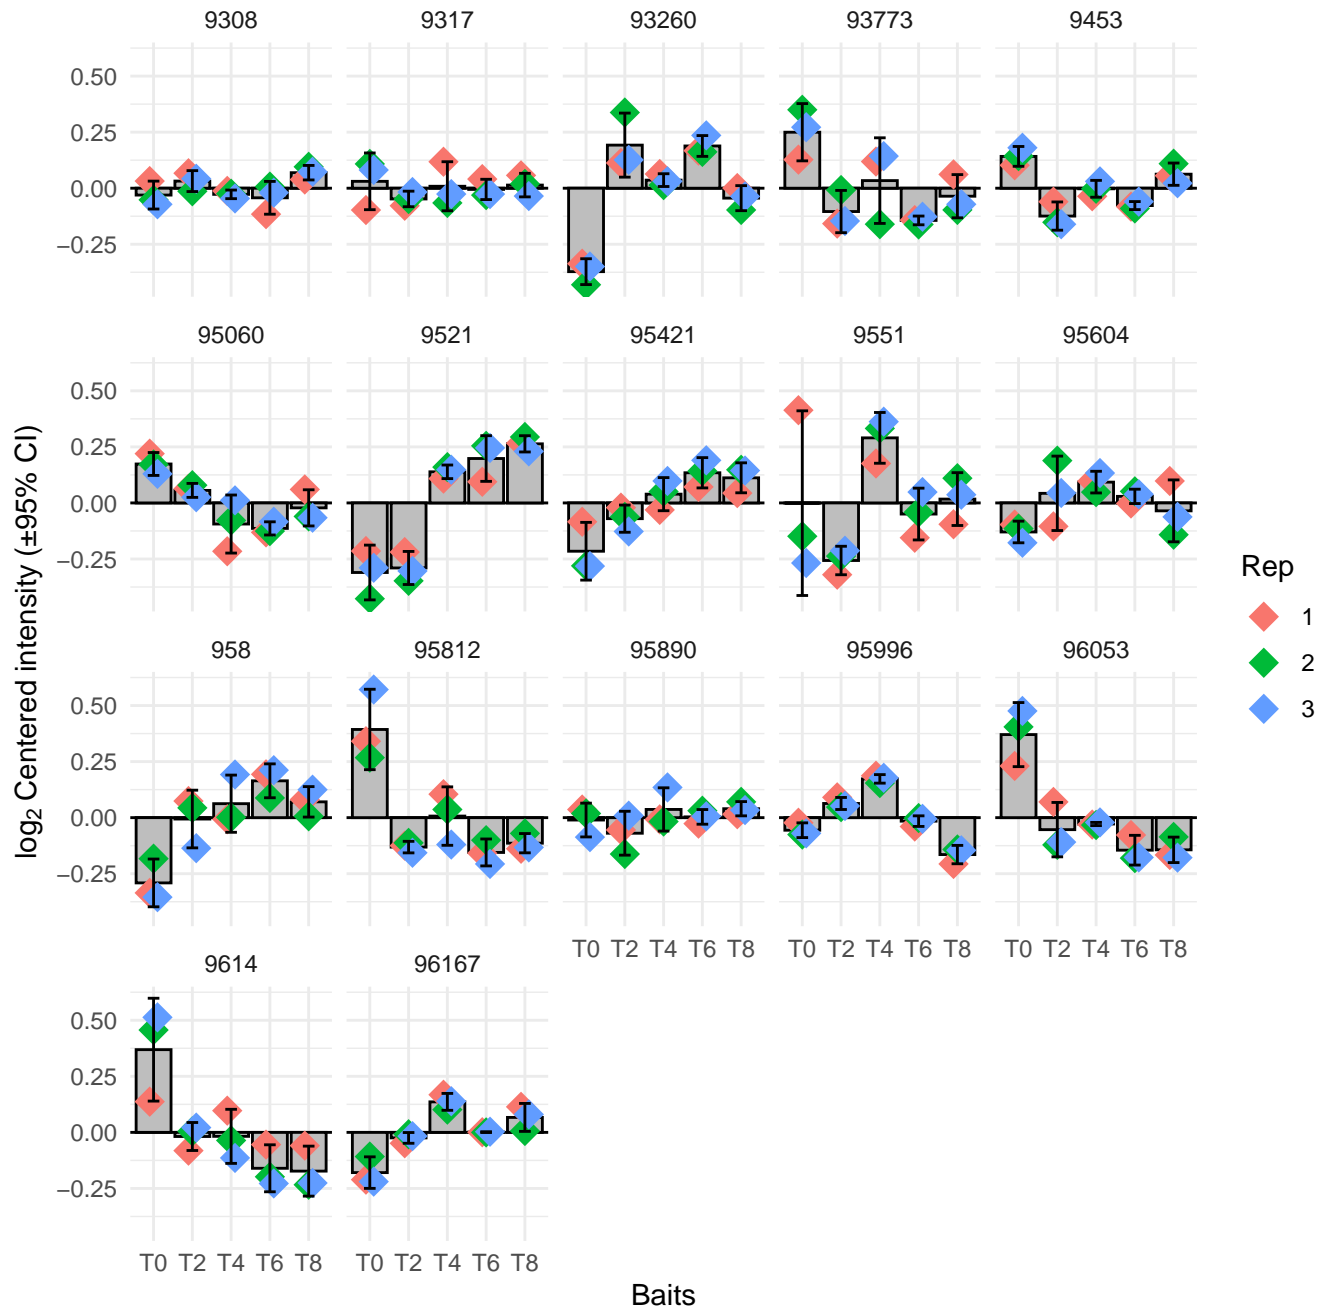 9308 9317 93260 93773 9453
0.50
0.25
0.00
−0.25
95060 9521 95421 9551 95604
0.50
0.25
0.00
−0.25
958 95812 95890 95996 96053
0.50
0.25
0.00
−0.25
T0 T2 T4 T6 T8 T0 T2 T4 T6 T8 T0 T2 T4 T6 T8
9614 96167
0.50
0.25
0.00
−0.25
T0 T2 T4 T6 T8 T0 T2 T4 T6 T8
Baits
log2 Centered intensity (±95% CI)
Rep
1
2
3